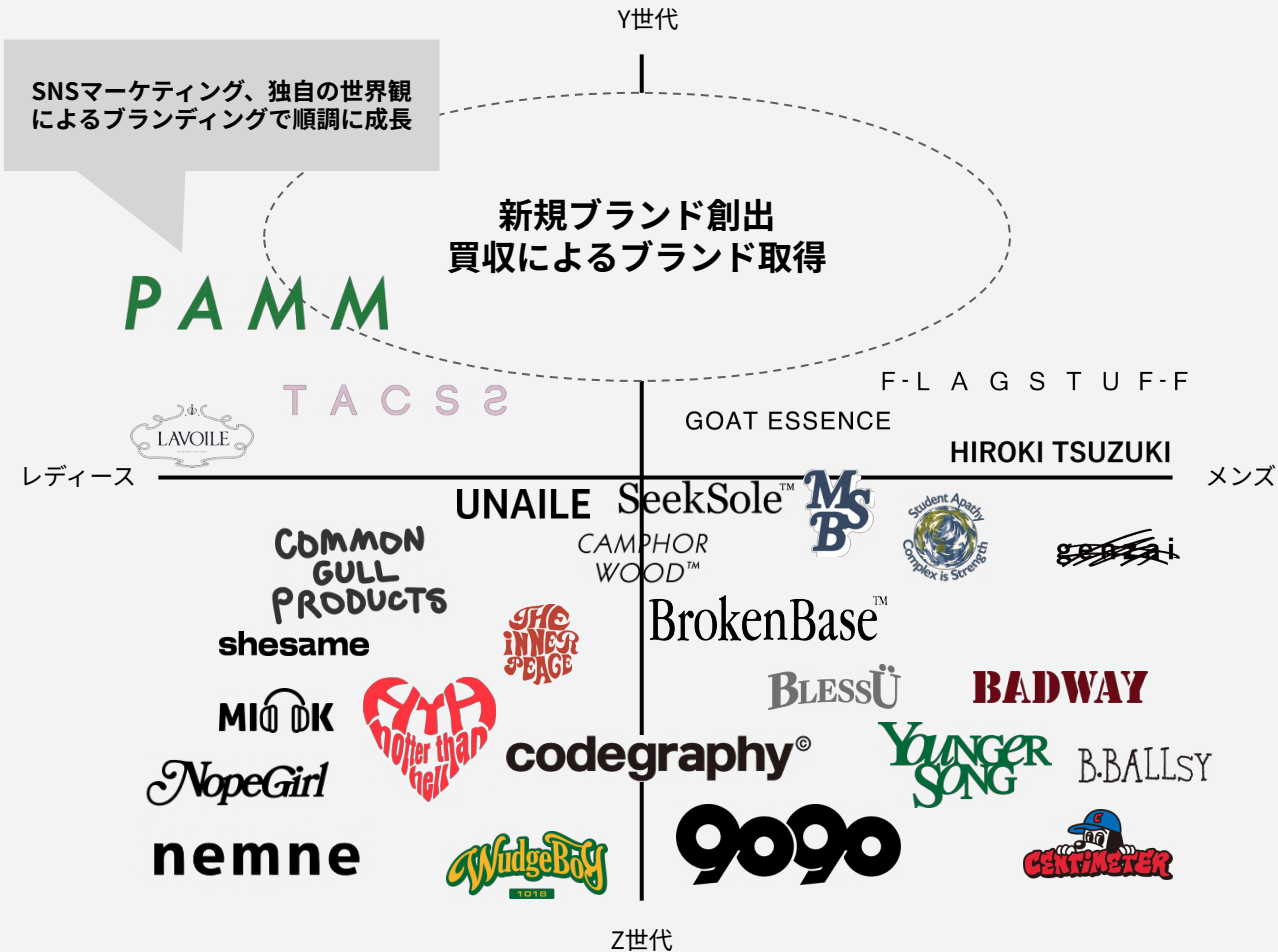 Y世代
SNSマーケティング、独自の世界観
によるブランディングで順調に成長
新規ブランド創出
買収によるブランド取得
PAMM
TACSS
F-LAGSTUF-F
GOAT ESSENCE
LAVOILE
HIROKI TSUZUKI
レディース
メンズ
UNAILE
SeekSole™
MSB
Student Apathy
Complex is Strength
COMMON
GULL
PRODUCTS
CAMPHOR
WOOD™
genzai
THE
iNNER
PEACE
BrokenBase™
shesame
BLESSÜ
BADWAY
MIDOK
AYA
hotter than
hell
codegraphy©
YOUNGER
SONG
B.BALLSY
NopeGirl
9090
C
CENTIMETER
nemne
WudgeBoy
1018
Z世代